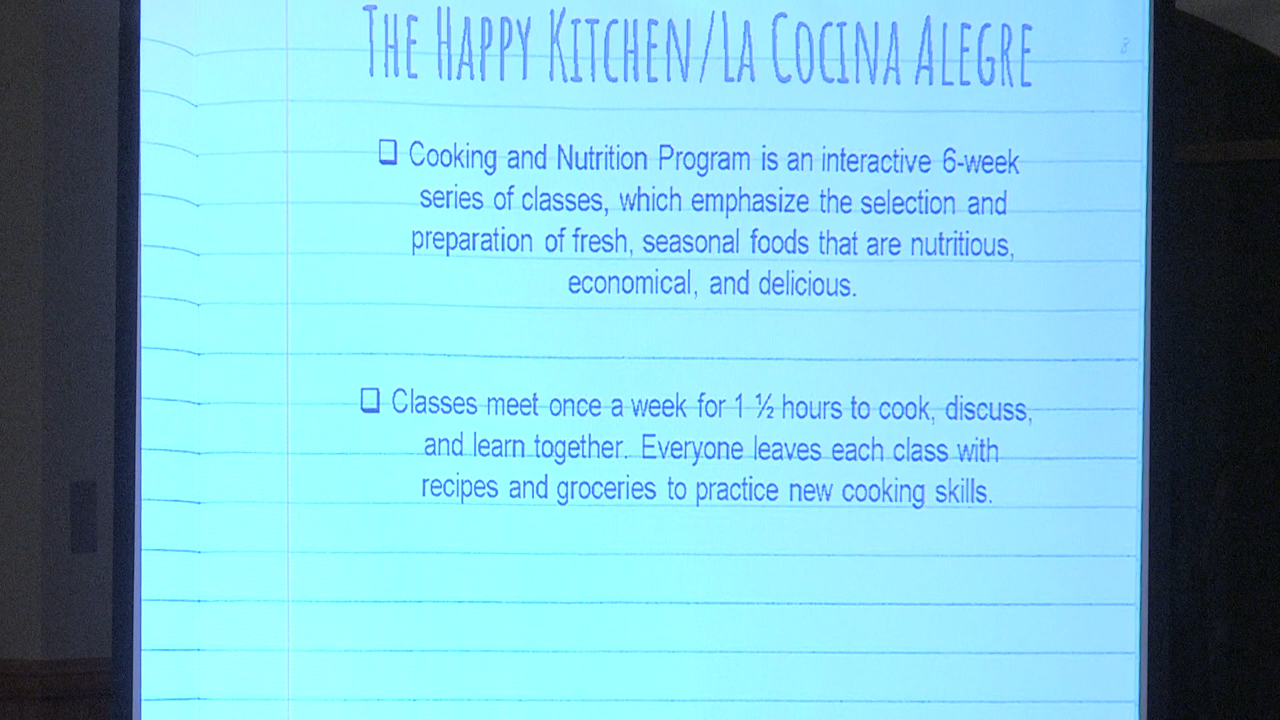 THE HAPPY KITCHEN/LA COCINA ALEGRE
8
❑ Cooking and Nutrition Program is an interactive 6-week
series of classes, which emphasize the selection and
preparation of fresh, seasonal foods that are nutritious,
economical, and delicious.
❑ Classes meet once a week for 1 ½ hours to cook, discuss,
and learn together. Everyone leaves each class with
recipes and groceries to practice new cooking skills.